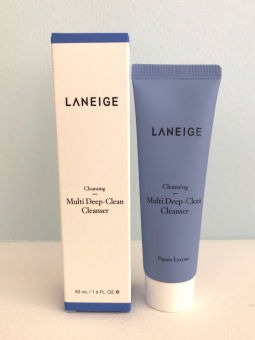 LANEIGE
Cleansing
Multi Deep-Clean
Cleanser
50 mL / 1.6 FL. OZ. e
LANEIGE
Cleansing
Multi Deep-Clean
Cleanser
Papain Enzyme